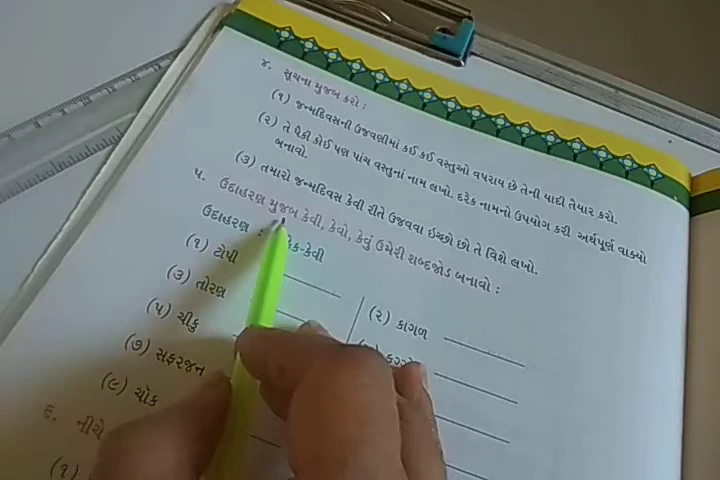 ૪. સૂચના મુજબ કરો :
(૧) જન્મદિવસની ઉજવણીમાં કઈ કઈ વસ્તુઓ વપરાય છે તેની યાદી તૈયાર કરો.
(૨) તે પૈકી કોઈ પણ પાંચ વસ્તુનાં નામ લખો. દરેક નામનો ઉપયોગ કરી અર્થપૂર્ણ વાક્યો
બનાવો.
(૩) તમારો જન્મદિવસ કેવી રીતે ઉજવવા ઇચ્છો છો તે વિશે લખો.
૫. ઉદાહરણ મુજબ કેવી, કેવો, કેવું ઉમેરી શબ્દજોડ બનાવો :
ઉદાહરણ : રેક-કેવી
(૧) ટોપી
(૨) કાગળ
(૩) તોરણ
(૫) ચીકુ
(૭) સફરજન
(૯) ચૉક
૬. નીચે
(૧)